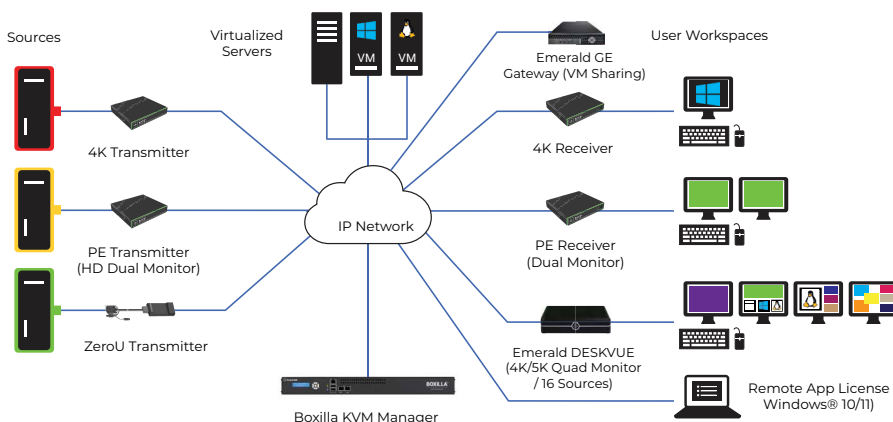 Sources
Virtualized
Servers
VM
VM
Emerald GE
Gateway (VM Sharing)
User Workspaces
4K Transmitter
4K Receiver
IP Network
PE Transmitter
(HD Dual Monitor)
PE Receiver
(Dual Monitor)
ZeroU Transmitter
Emerald DESKVUE
(4K/5K Quad Monitor
/ 16 Sources)
BOXILLA
Boxilla KVM Manager
Remote App License
Windows® 10/11)